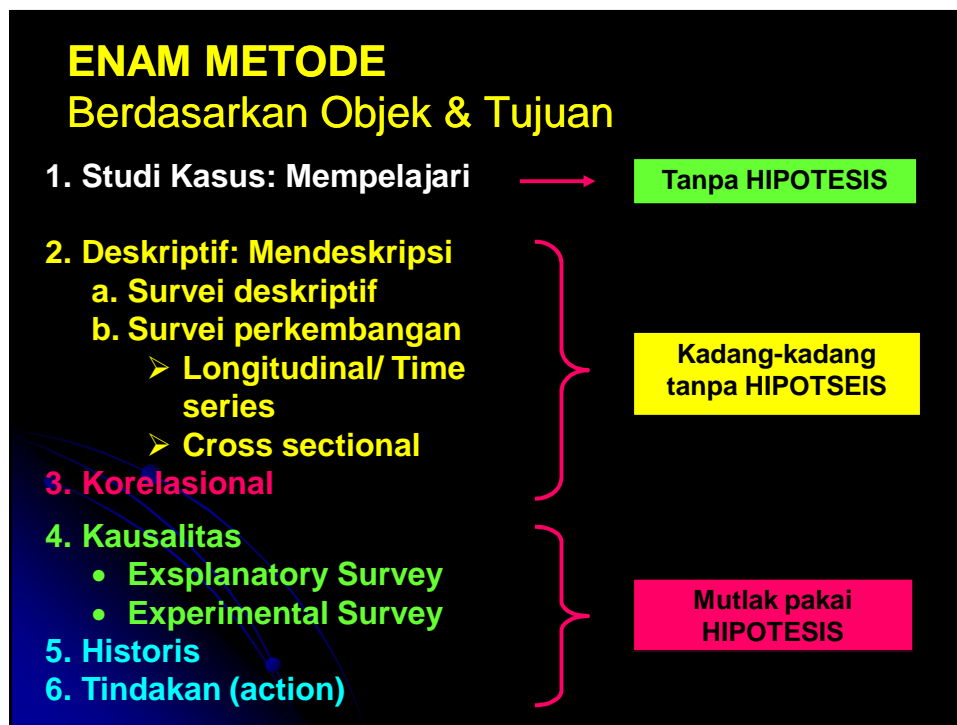 ENAM METODE
Berdasarkan Objek & Tujuan
1. Studi Kasus: Mempelajari
Tanpa HIPOTESIS
2. Deskriptif: Mendeskripsi
a. Survei deskriptif
b. Survei perkembangan
➢ Longitudinal/ Time
series
➢ Cross sectional
3. Korelasional
Kadang-kadang
tanpa HIPOTSEIS
4. Kausalitas
• Exsplanatory Survey
• Experimental Survey
5. Historis
6. Tindakan (action)
Mutlak pakai
HIPOTESIS